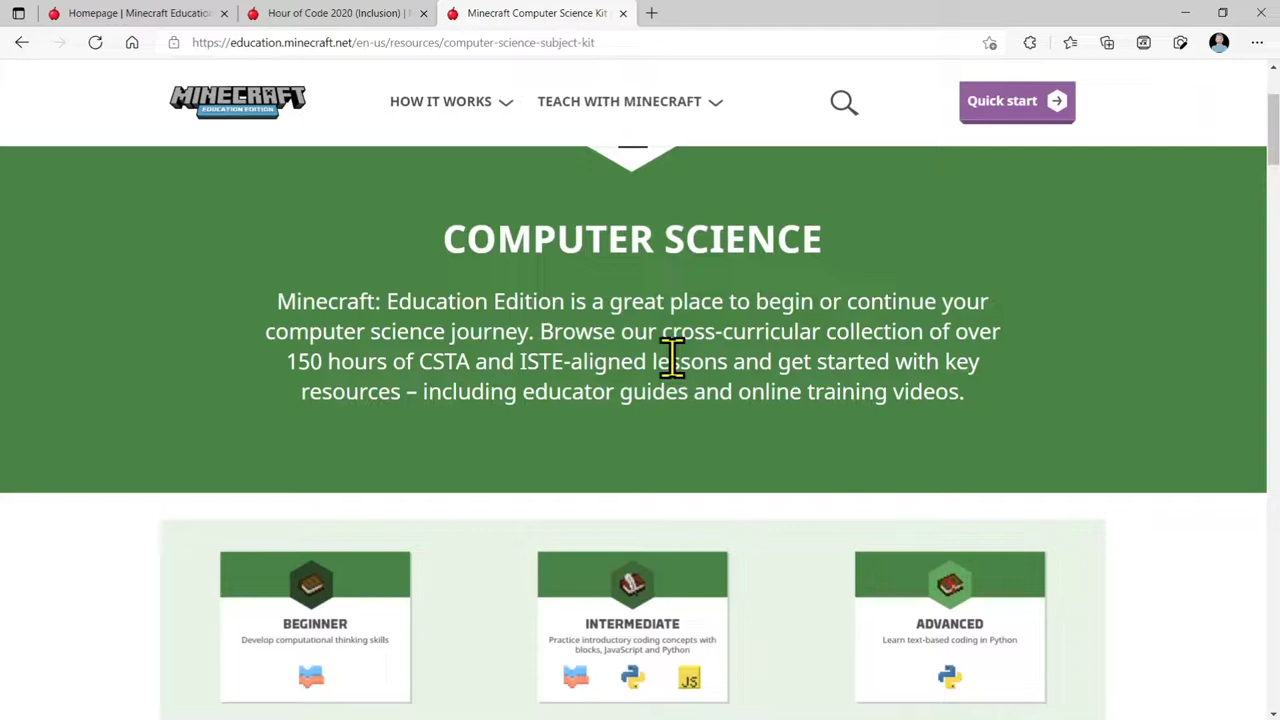 Homepage | Minecraft Education
Hour of Code 2020 (Inclusion) |
Minecraft Computer Science Kit
https://education.minecraft.net/en-us/resources/computer-science-subject-kit
MINECRAFT
EDUCATION EDITION
HOW IT WORKS
TEACH WITH MINECRAFT
Quick start
COMPUTER SCIENCE
Minecraft: Education Edition is a great place to begin or continue your
computer science journey. Browse our cross-curricular collection of over
150 hours of CSTA and ISTE-aligned lessons and get started with key
resources – including educator guides and online training videos.
BEGINNER
Develop computational thinking skills
INTERMEDIATE
Practice introductory coding concepts with
blocks, JavaScript and Python
JS
ADVANCED
Learn text-based coding in Python